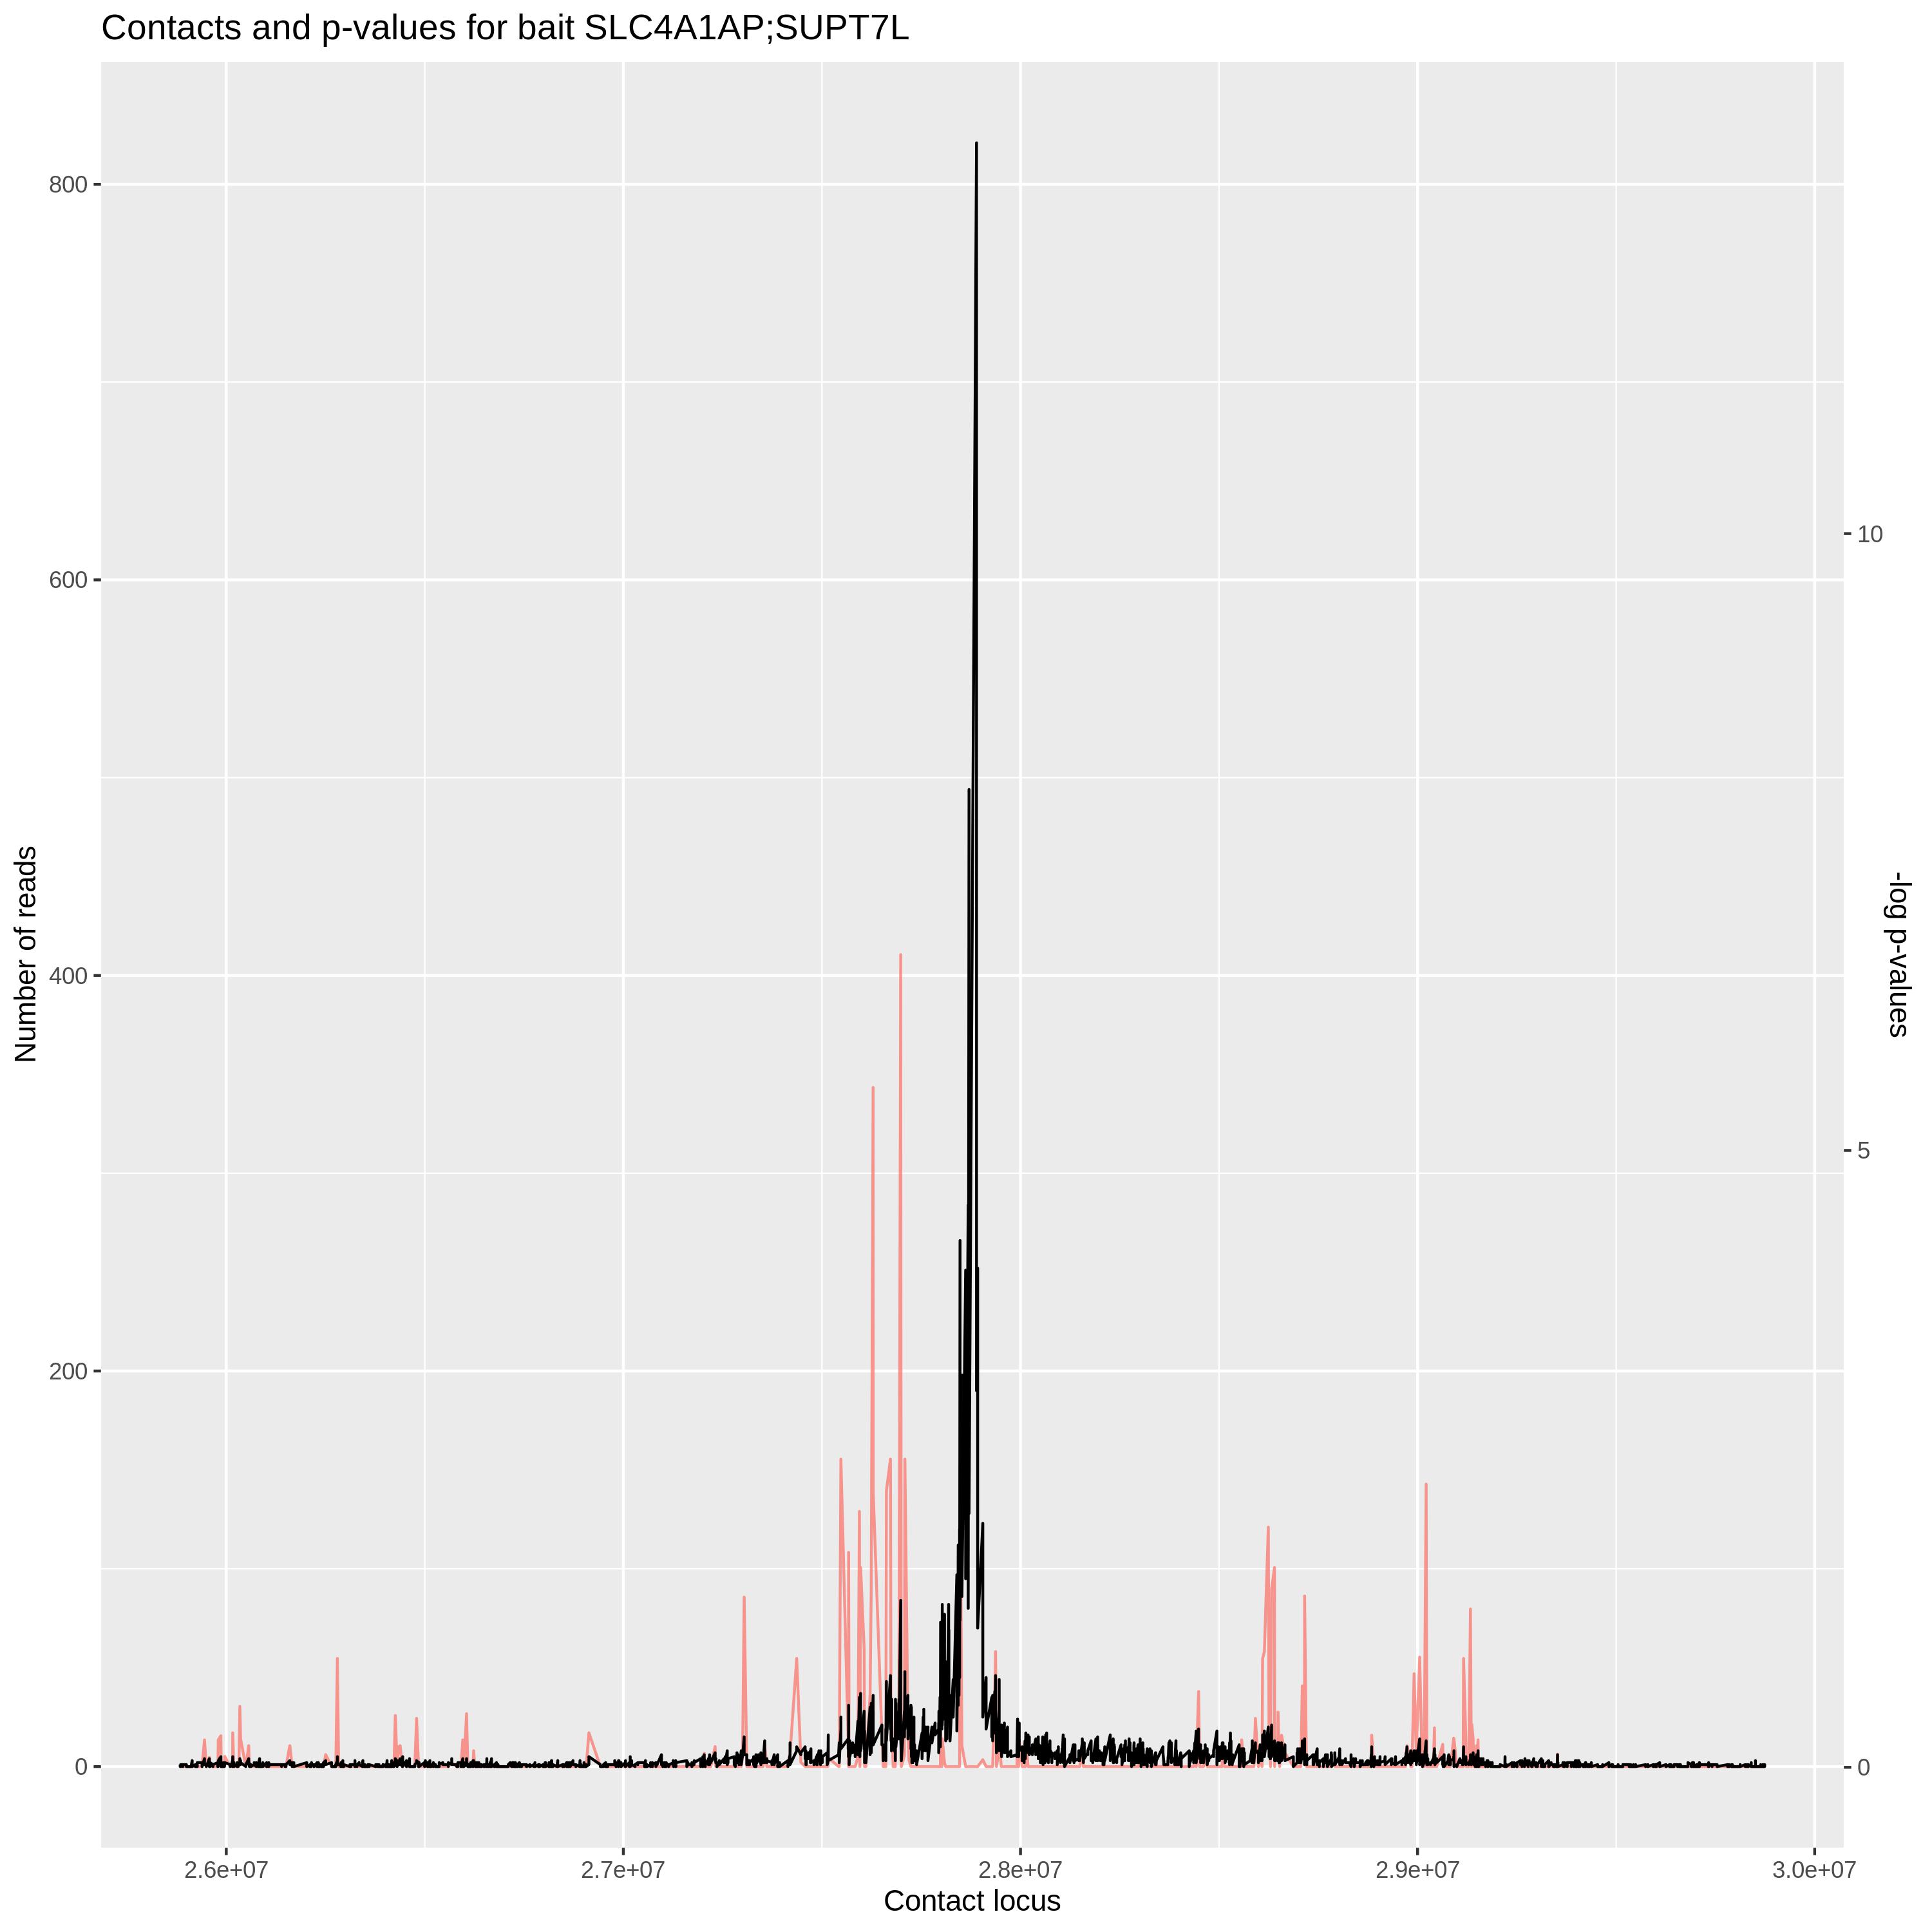 Contacts and p-values for bait SLC4A1AP;SUPT7L
800
600
400
200
0
Number of reads
10
5
0
-log p-values
2.6e+07
2.7e+07
2.8e+07
2.9e+07
3.0e+07
Contact locus